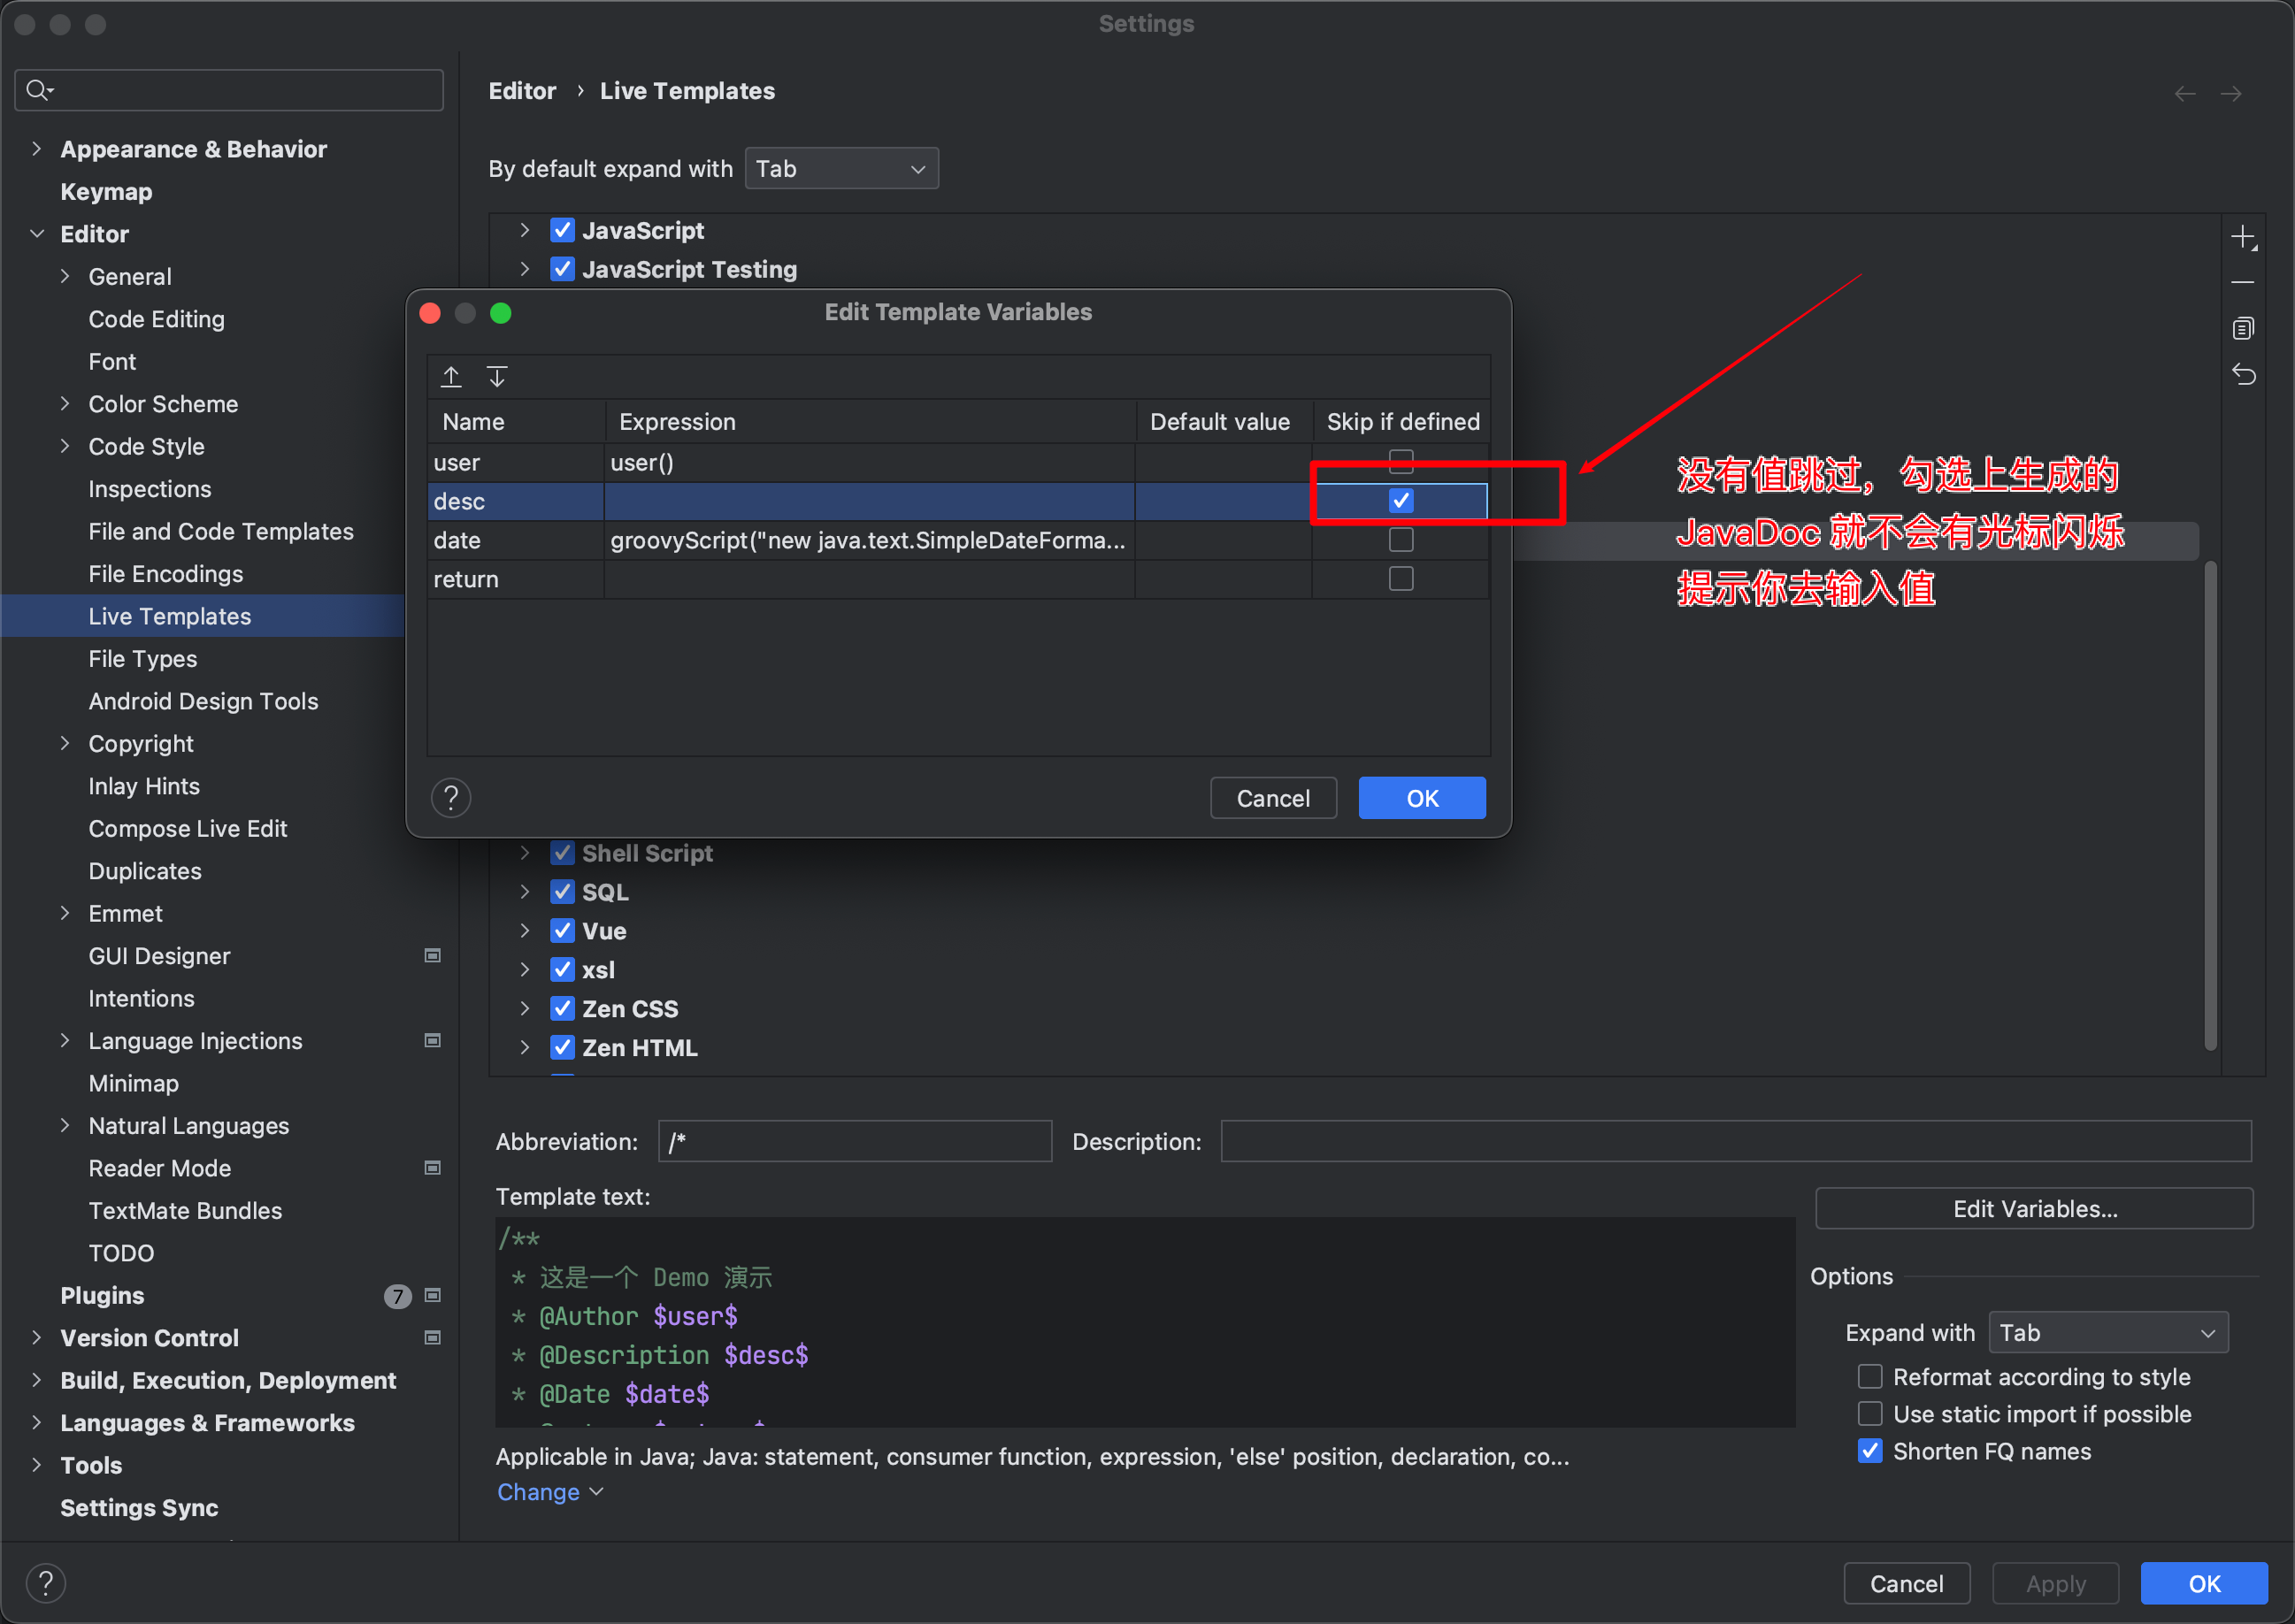 Settings
Appearance & Behavior
Keymap
Editor
General
Code Editing
Font
Color Scheme
Code Style
Inspections
File and Code Templates
File Encodings
Live Templates
File Types
Android Design Tools
Copyright
Inlay Hints
Compose Live Edit
Duplicates
Emmet
GUI Designer
Intentions
Language Injections
Minimap
Natural Languages
Reader Mode
TextMate Bundles
TODO
Plugins 7
Version Control
Build, Execution, Deployment
Languages & Frameworks
Tools
Settings Sync
Editor › Live Templates
By default expand with Tab
JavaScript
JavaScript Testing
Edit Template Variables
Name Expression Default value Skip if defined
user user()
desc
date groovyScript("new java.text.SimpleDateForma...
return
? Cancel OK
没有值跳过，勾选上生成的
JavaDoc 就不会有光标闪烁
提示你去输入值
Shell Script
SQL
Vue
xsl
Zen CSS
Zen HTML
Abbreviation: /* Description:
Template text:
/**
* 这是一个 Demo 演示
* @Author $user$
* @Description $desc$
* @Date $date$
Applicable in Java; Java: statement, consumer function, expression, 'else' position, declaration, co...
Change
Edit Variables...
Options
Expand with Tab
Reformat according to style
Use static import if possible
Shorten FQ names
? Cancel Apply OK